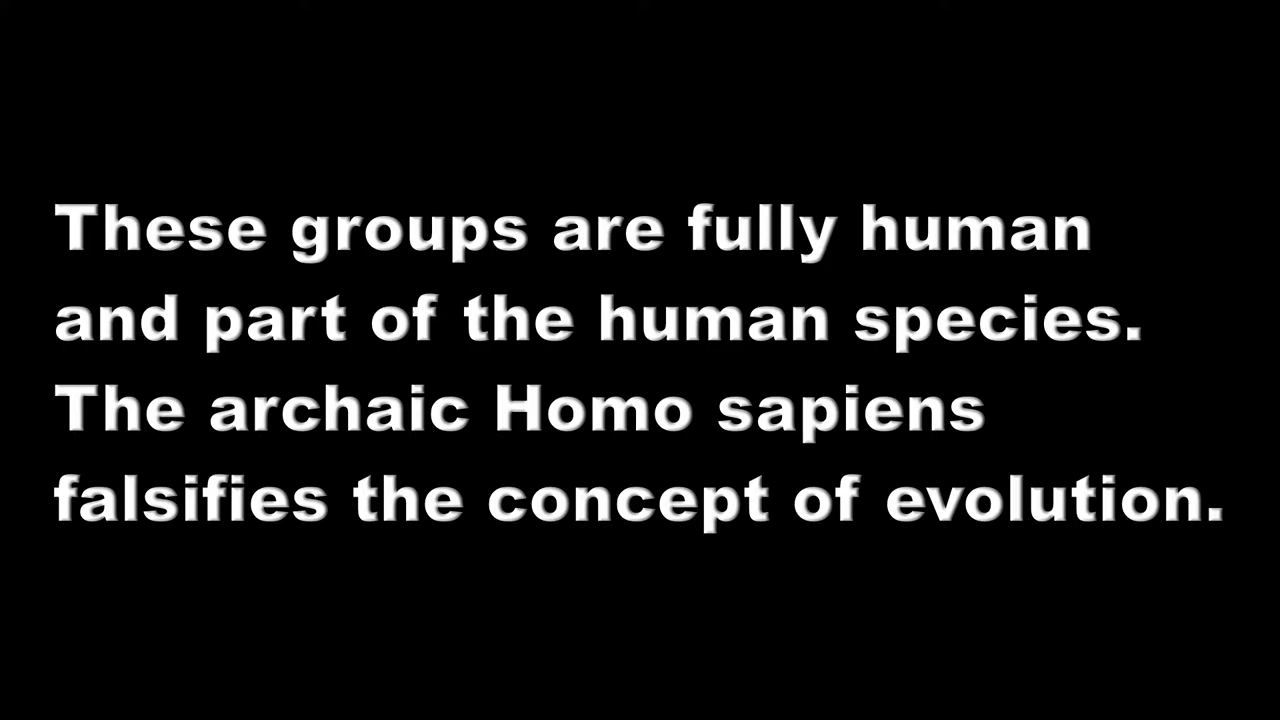 These groups are fully human
and part of the human species.
The archaic Homo sapiens
falsifies the concept of evolution.